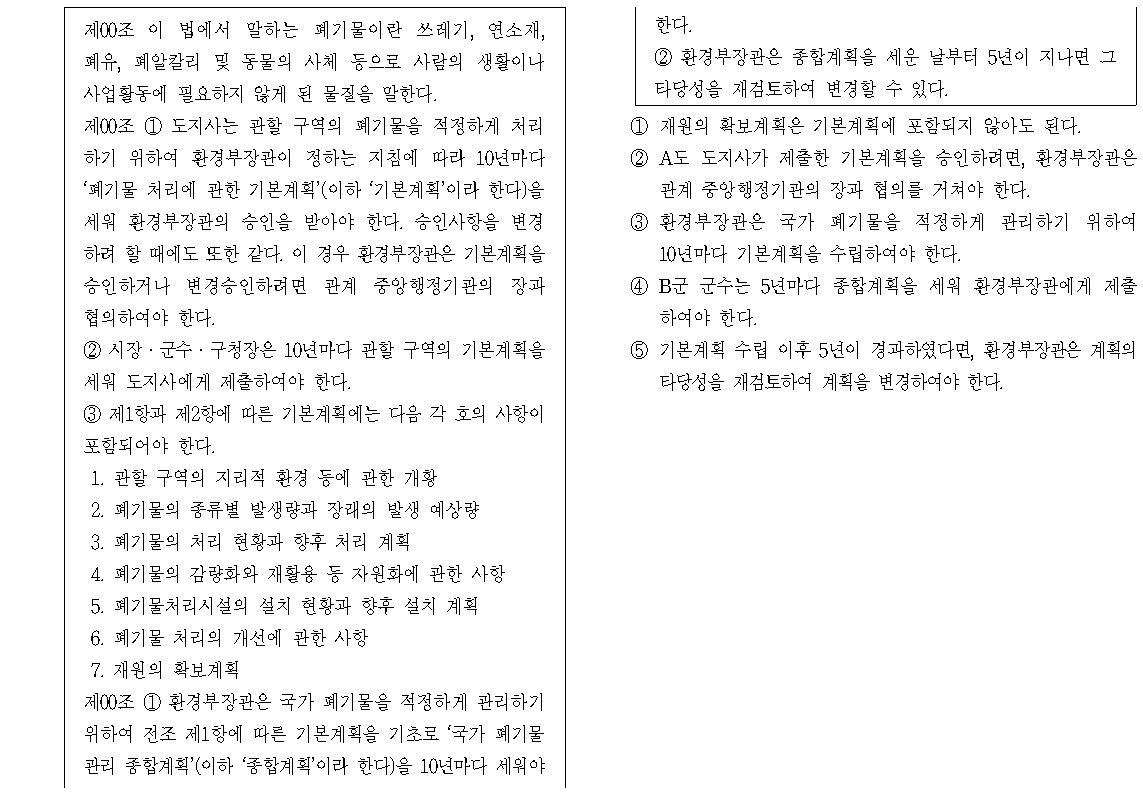 제00조 이 법에서 말하는 폐기물이란 쓰레기, 연소재,
폐유, 폐알칼리 및 동물의 사체 등으로 사람의 생활이나
사업활동에 필요하지 않게 된 물질을 말한다.
제00조 ① 도지사는 관할 구역의 폐기물을 적정하게 처리
하기 위하여 환경부장관이 정하는 지침에 따라 10년마다
‘폐기물 처리에 관한 기본계획’(이하 ‘기본계획’이라 한다)을
세워 환경부장관의 승인을 받아야 한다. 승인사항을 변경
하려 할 때에도 또한 같다. 이 경우 환경부장관은 기본계획을
승인하거나 변경승인하려면 관계 중앙행정기관의 장과
협의하여야 한다.
② 시장·군수·구청장은 10년마다 관할 구역의 기본계획을
세워 도지사에게 제출하여야 한다.
③ 제1항과 제2항에 따른 기본계획에는 다음 각 호의 사항이
포함되어야 한다.
1. 관할 구역의 지리적 환경 등에 관한 개황
2. 폐기물의 종류별 발생량과 장래의 발생 예상량
3. 폐기물의 처리 현황과 향후 처리 계획
4. 폐기물의 감량화와 재활용 등 자원화에 관한 사항
5. 폐기물처리시설의 설치 현황과 향후 설치 계획
6. 폐기물 처리의 개선에 관한 사항
7. 재원의 확보계획
제00조 ① 환경부장관은 국가 폐기물을 적정하게 관리하기
위하여 전조 제1항에 따른 기본계획을 기초로 ‘국가 폐기물
관리 종합계획’(이하 ‘종합계획’이라 한다)을 10년마다 세워야
한다.
② 환경부장관은 종합계획을 세운 날부터 5년이 지나면 그
타당성을 재검토하여 변경할 수 있다.
① 재원의 확보계획은 기본계획에 포함되지 않아도 된다.
② A도 도지사가 제출한 기본계획을 승인하려면, 환경부장관은
관계 중앙행정기관의 장과 협의를 거쳐야 한다.
③ 환경부장관은 국가 폐기물을 적정하게 관리하기 위하여
10년마다 기본계획을 수립하여야 한다.
④ B군 군수는 5년마다 종합계획을 세워 환경부장관에게 제출
하여야 한다.
⑤ 기본계획 수립 이후 5년이 경과하였다면, 환경부장관은 계획의
타당성을 재검토하여 계획을 변경하여야 한다.